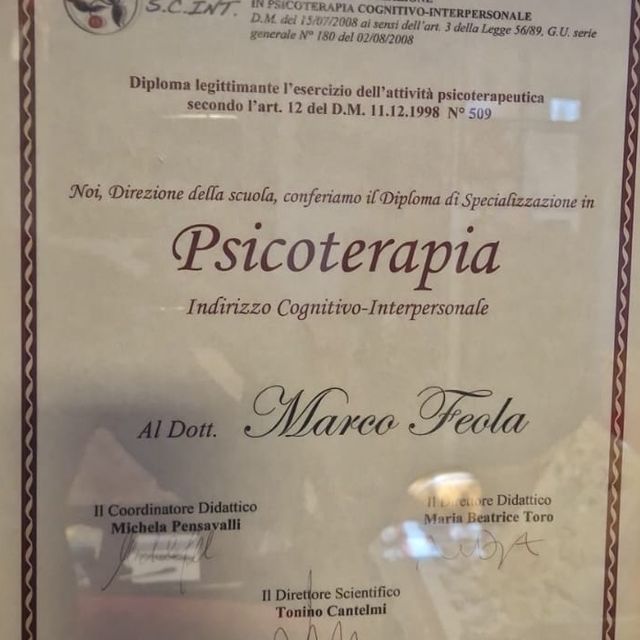 S.C.INT.
IN PSICOTERAPIA COGNITIVO-INTERPERSONALE
D.M. del 15/07/2008 ai sensi dell'art. 3 della Legge 56/89, G.U. serie
generale N° 180 del 02/08/2008
Diploma legittimante l'esercizio dell'attività psicoterapeutica
secondo l'art. 12 del D.M. 11.12.1998 N° 509
Noi, Direzione della scuola, conferiamo il Diploma di Specializzazione in
Psicoterapia
Indirizzo Cognitivo-Interpersonale
Al Dott. Marco Feola
Il Coordinatore Didattico
Michela Pensavalli
Il Direttore Didattico
Maria Beatrice Toro
Il Direttore Scientifico
Tonino Cantelmi